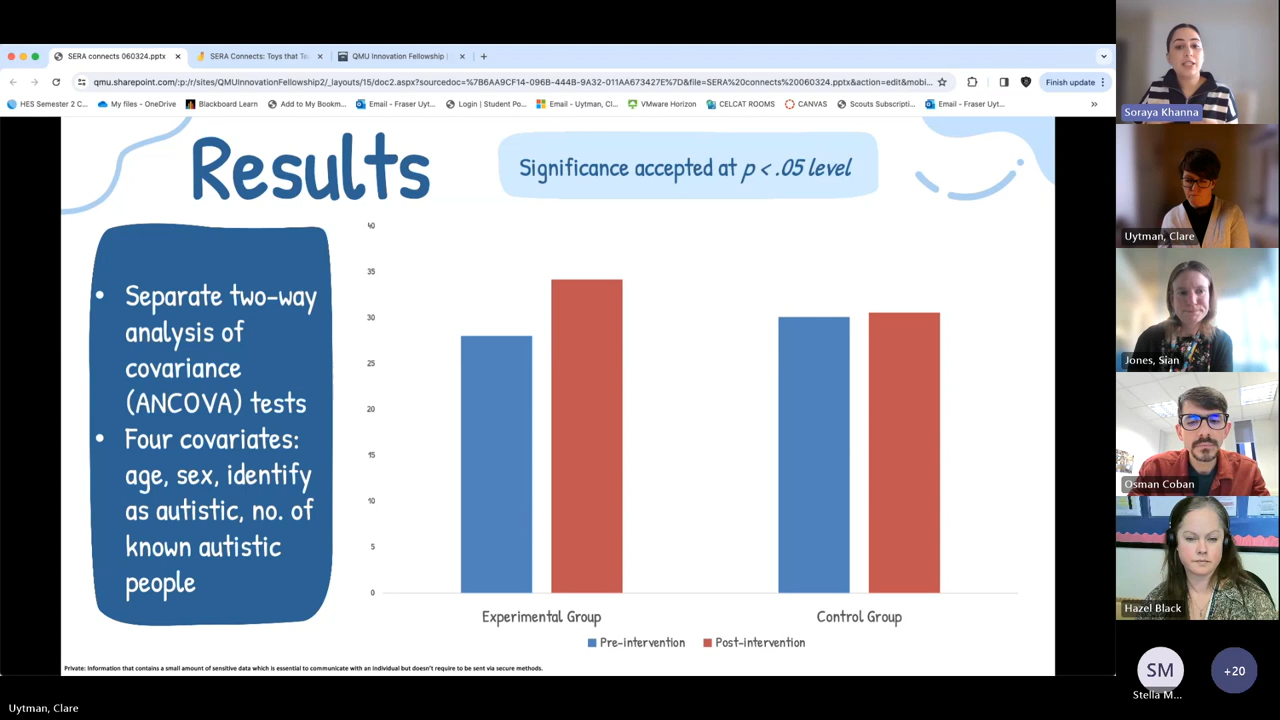 SERA connects 060324.pptx
SERA Connects: Toys that Te
QMU Innovation Fellowship |
qmu.sharepoint.com/:p:/r/sites/QMUInnovationFellowship2/_layouts/15/doc2.aspx?sourcedoc=%7B6AA9CF14-096B-444B-9A32-011AA673427E%7D&file=SERA%20connects%20060324.pptx&action=edit&mobi...
Finish update
HES Semester 2 C...
My files - OneDrive
Blackboard Learn
Add to My Bookm...
Email - Fraser Uyt...
Login | Student Po...
Email - Uytman, Cl...
VMware Horizon
CELCAT ROOMS
CANVAS
Scouts Subscripti...
Email - Fraser Uyt...
Results
Significance accepted at p < .05 level
• Separate two-way
analysis of
covariance
(ANCOVA) tests
• Four covariates:
age, sex, identify
as autistic, no. of
known autistic
people
40
35
30
25
20
15
10
5
0
Experimental Group
Control Group
Pre-intervention
Post-intervention
Private: Information that contains a small amount of sensitive data which is essential to communicate with an individual but doesn't require to be sent via secure methods.
Soraya Khanna
Uytman, Clare
Jones, Sian
Osman Coban
Hazel Black
SM
Stella M...
+20
Uytman, Clare